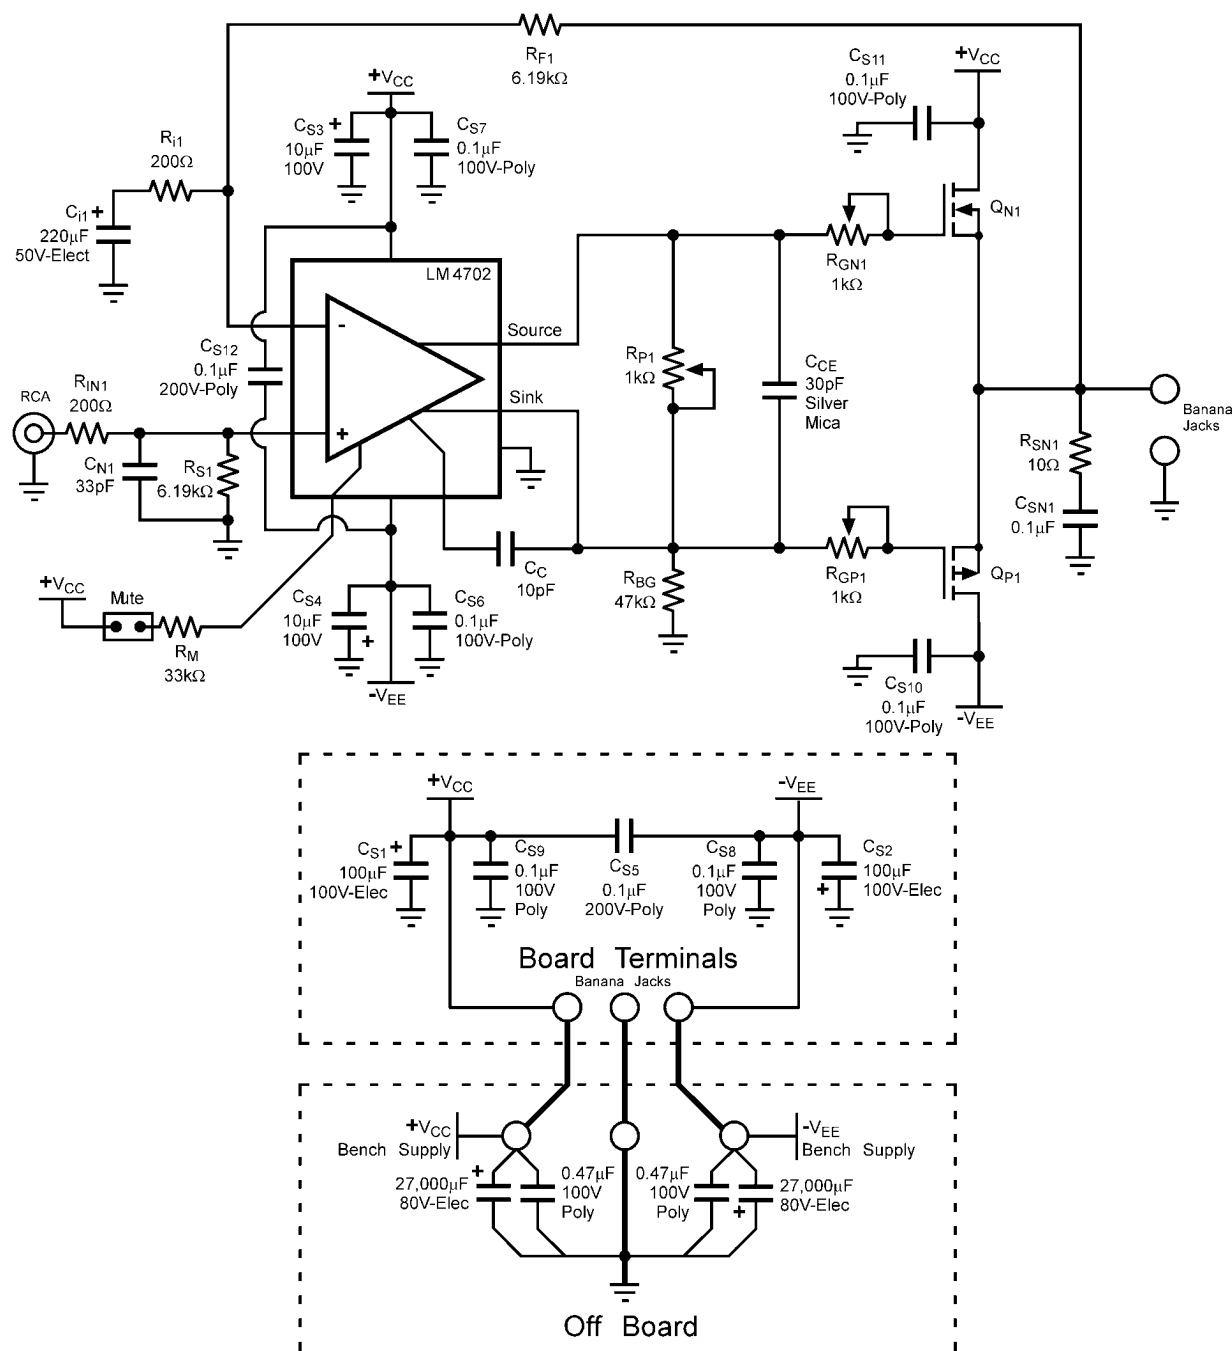 R_F1
6.19kΩ
C_S11
0.1µF
100V-Poly
+V_CC
+V_CC
C_S3 +
10µF
100V
C_S7
0.1µF
100V-Poly
R_i1
200Ω
C_i1 +
220µF
50V-Elect
Q_N1
R_GN1
1kΩ
LM4702
-
Source
R_P1
1kΩ
C_CE
30pF
Silver
Mica
C_S12
0.1µF
200V-Poly
R_IN1
200Ω
RCA
Sink
+
Banana
Jacks
R_SN1
10Ω
C_N1
33pF
R_S1
6.19kΩ
C_SN1
0.1µF
C_C
10pF
R_BG
47kΩ
R_GP1
1kΩ
Q_P1
+V_CC
Mute
R_M
33kΩ
C_S4
10µF
100V +
C_S6
0.1µF
100V-Poly
-V_EE
C_S10
0.1µF
100V-Poly
-V_EE
+V_CC
-V_EE
C_S1 +
100µF
100V-Elec
C_S9
0.1µF
100V
Poly
C_S5
0.1µF
200V-Poly
C_S8
0.1µF
100V
Poly
C_S2
100µF
+ 100V-Elec
Board Terminals
Banana Jacks
+V_CC
Bench Supply
-V_EE
Bench Supply
+
27,000µF
80V-Elec
0.47µF
100V
Poly
0.47µF
100V
Poly
+
27,000µF
80V-Elec
Off Board